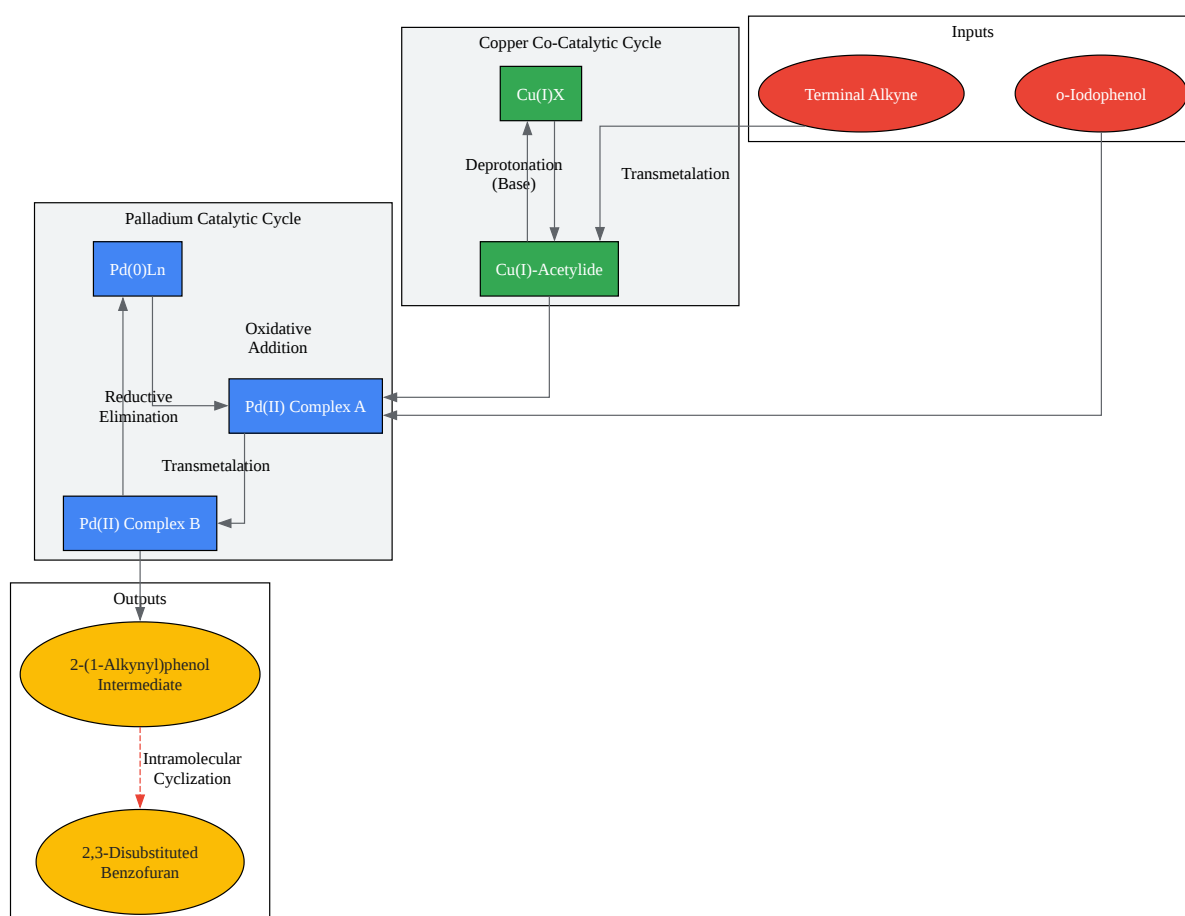 Inputs
Terminal Alkyne
o-Iodophenol
Copper Co-Catalytic Cycle
Cu(I)X
Deprotonation
(Base)
Transmetalation
Cu(I)-Acetylide
Palladium Catalytic Cycle
Pd(0)Ln
Oxidative
Addition
Reductive
Elimination
Pd(II) Complex A
Transmetalation
Pd(II) Complex B
Outputs
2-(1-Alkynyl)phenol
Intermediate
Intramolecular
Cyclization
2,3-Disubstituted
Benzofuran